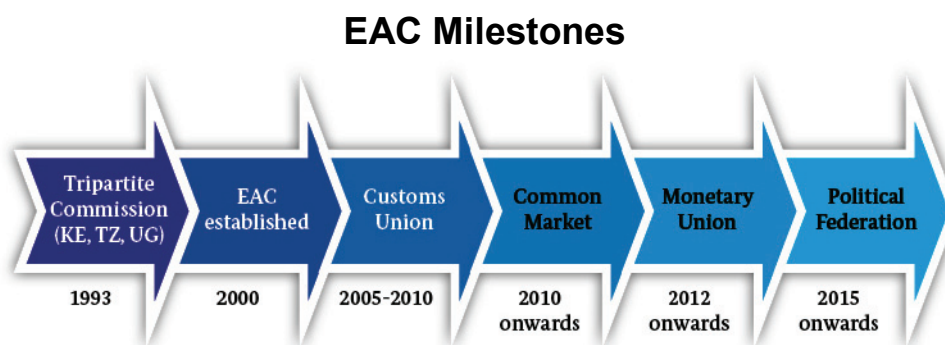 EAC Milestones
Tripartite
Commission
(KE, TZ, UG)
EAC
established
Customs
Union
Common
Market
Monetary
Union
Political
Federation
1993
2000
2005-2010
2010
onwards
2012
onwards
2015
onwards